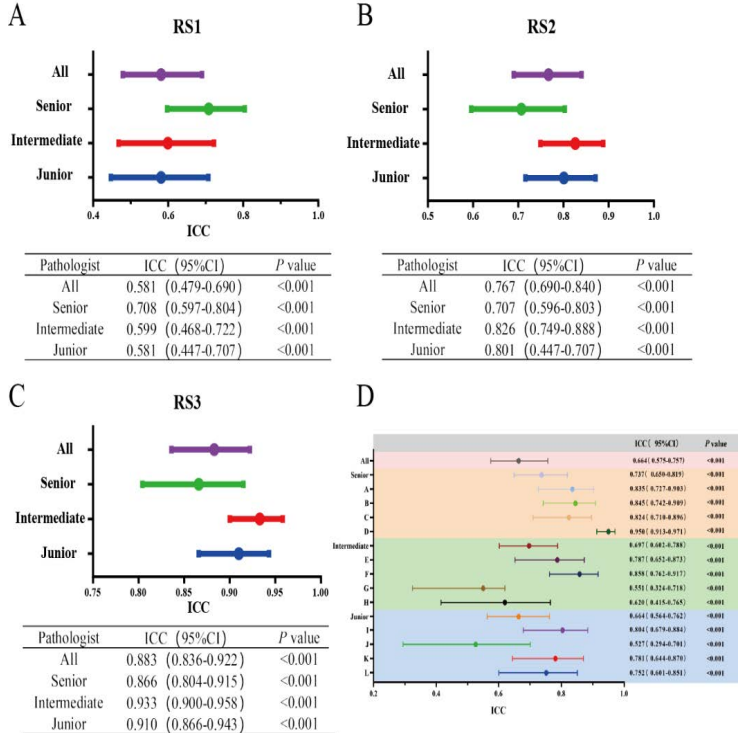 A
RS1
All
Senior
Intermediate
Junior
0.4 0.6 0.8 1.0
ICC
Pathologist ICC (95%CI) P value
All 0.581 (0.479-0.690) <0.001
Senior 0.708 (0.597-0.804) <0.001
Intermediate 0.599 (0.468-0.722) <0.001
Junior 0.581 (0.447-0.707) <0.001
B
RS2
All
Senior
Intermediate
Junior
0.5 0.6 0.7 0.8 0.9 1.0
Pathologist ICC (95%CI) P value
All 0.767 (0.690-0.840) <0.001
Senior 0.707 (0.596-0.803) <0.001
Intermediate 0.826 (0.749-0.888) <0.001
Junior 0.801 (0.447-0.707) <0.001
C
RS3
All
Senior
Intermediate
Junior
0.75 0.80 0.85 0.90 0.95 1.00
ICC
Pathologist ICC (95%CI) P value
All 0.883 (0.836-0.922) <0.001
Senior 0.866 (0.804-0.915) <0.001
Intermediate 0.933 (0.900-0.958) <0.001
Junior 0.910 (0.866-0.943) <0.001
D
ICC( 95%CI) P value
All 0.664( 0.575-0.757) <0.001
Senior 0.737( 0.650-0.819) <0.001
A 0.835( 0.727-0.903) <0.001
B 0.845( 0.742-0.909) <0.001
C 0.824( 0.710-0.896) <0.001
D 0.950( 0.913-0.971) <0.001
Intermediate 0.697( 0.602-0.788) <0.001
E 0.787( 0.652-0.873) <0.001
F 0.858( 0.762-0.917) <0.001
G 0.551( 0.324-0.718) <0.001
H 0.620( 0.415-0.765) <0.001
Junior 0.664( 0.564-0.762) <0.001
I 0.804( 0.679-0.884) <0.001
J 0.527( 0.294-0.701) <0.001
K 0.781( 0.644-0.870) <0.001
L 0.752( 0.601-0.851) <0.001
0.2 0.4 0.6 0.8 1.0
ICC